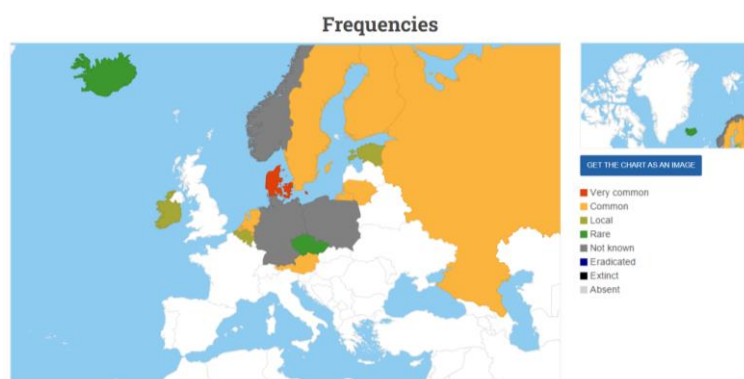 Frequencies
GET THE CHART AS AN IMAGE
Very common
Common
Local
Rare
Not known
Eradicated
Extinct
Absent